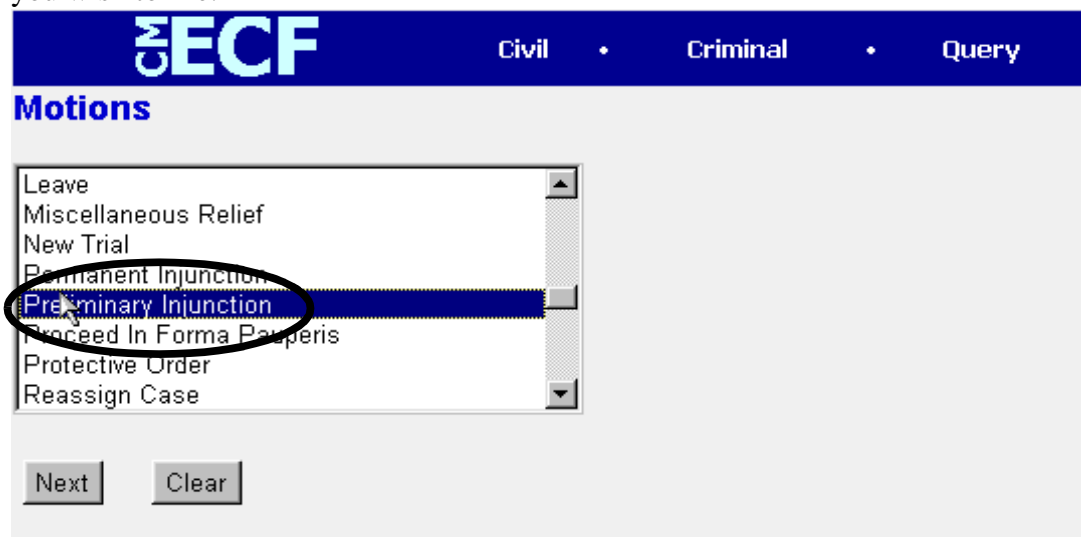 CM ECF Civil • Criminal • Query
Motions
Leave
Miscellaneous Relief
New Trial
Permanent Injunction
Preliminary Injunction
Proceed In Forma Pauperis
Protective Order
Reassign Case
Next Clear